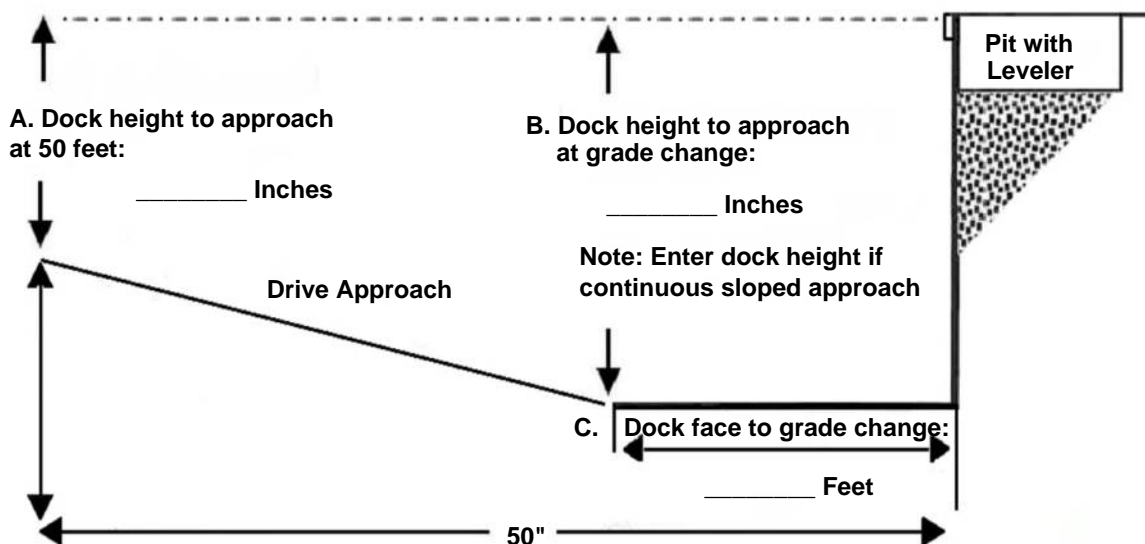 Pit with
Leveler
A. Dock height to approach
at 50 feet:
________ Inches
B. Dock height to approach
at grade change:
________ Inches
Note: Enter dock height if
continuous sloped approach
Drive Approach
C. Dock face to grade change:
________ Feet
50"